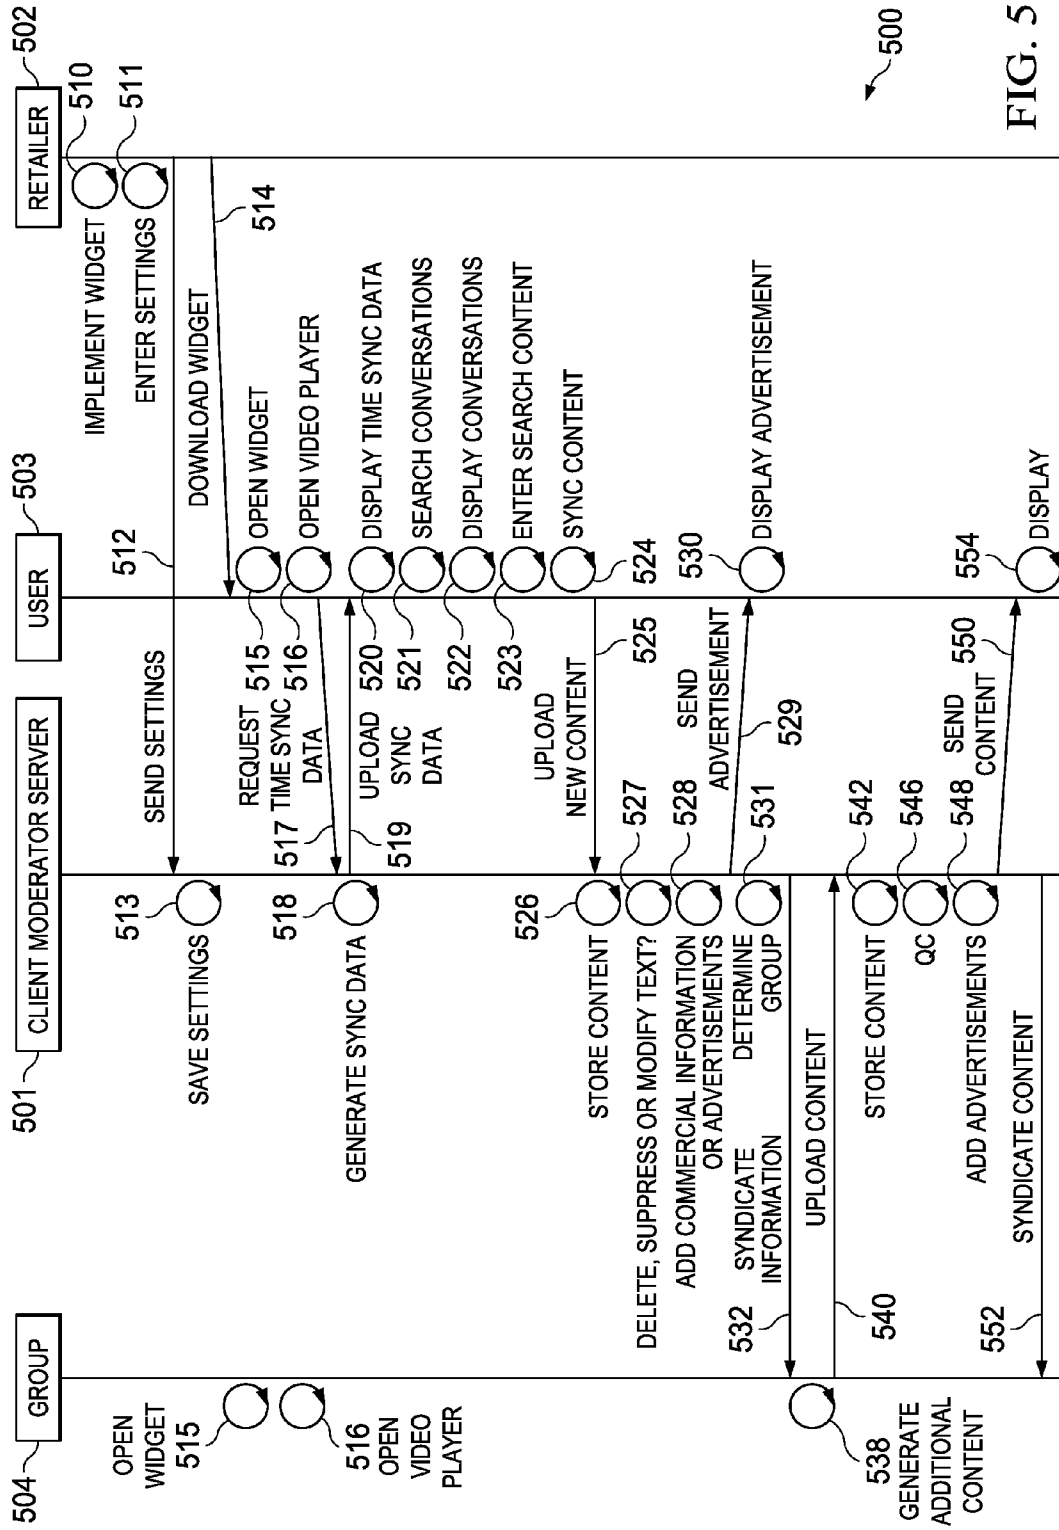 504
GROUP
501
CLIENT MODERATOR SERVER
503
USER
502
RETAILER
510
IMPLEMENT WIDGET
511
ENTER SETTINGS
512
SEND SETTINGS
513
SAVE SETTINGS
DOWNLOAD WIDGET
514
OPEN
WIDGET
515
515
OPEN WIDGET
516
OPEN
VIDEO
PLAYER
516
OPEN VIDEO PLAYER
REQUEST
TIME SYNC
DATA
517
518
GENERATE SYNC DATA
519
UPLOAD
SYNC
DATA
520
DISPLAY TIME SYNC DATA
521
SEARCH CONVERSATIONS
522
DISPLAY CONVERSATIONS
523
ENTER SEARCH CONTENT
524
SYNC CONTENT
UPLOAD
NEW CONTENT
525
526
STORE CONTENT
527
DELETE, SUPPRESS OR MODIFY TEXT?
528
ADD COMMERCIAL INFORMATION
OR ADVERTISEMENTS
SEND
ADVERTISEMENT
529
530
DISPLAY ADVERTISEMENT
531
DETERMINE
GROUP
SYNDICATE
INFORMATION
532
538
GENERATE
ADDITIONAL
CONTENT
UPLOAD CONTENT
540
542
STORE CONTENT
546
QC
548
ADD ADVERTISEMENTS
SEND
CONTENT
550
SYNDICATE CONTENT
552
554
DISPLAY
500
FIG. 5